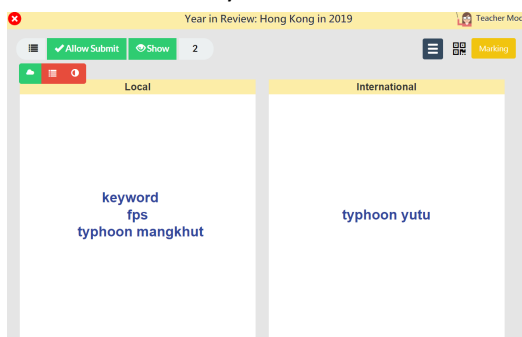 Year in Review: Hong Kong in 2019
Teacher
Allow Submit Show 2
Marking
Local International
keyword
fps
typhoon mangkhut
typhoon yutu